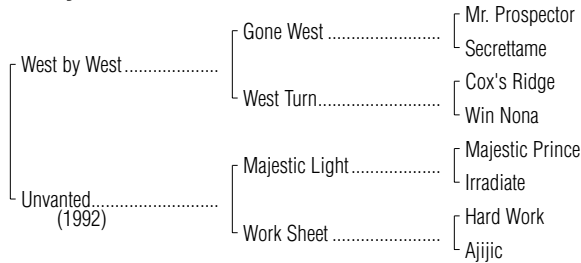 Mr. Prospector
Gone West ....................
Secrettame
West by West.....................
Cox's Ridge
West Turn.......................
Win Nona
Majestic Prince
Majestic Light..................
Irradiate
Unvanted............................
(1992)
Hard Work
Work Sheet ....................
Ajijic